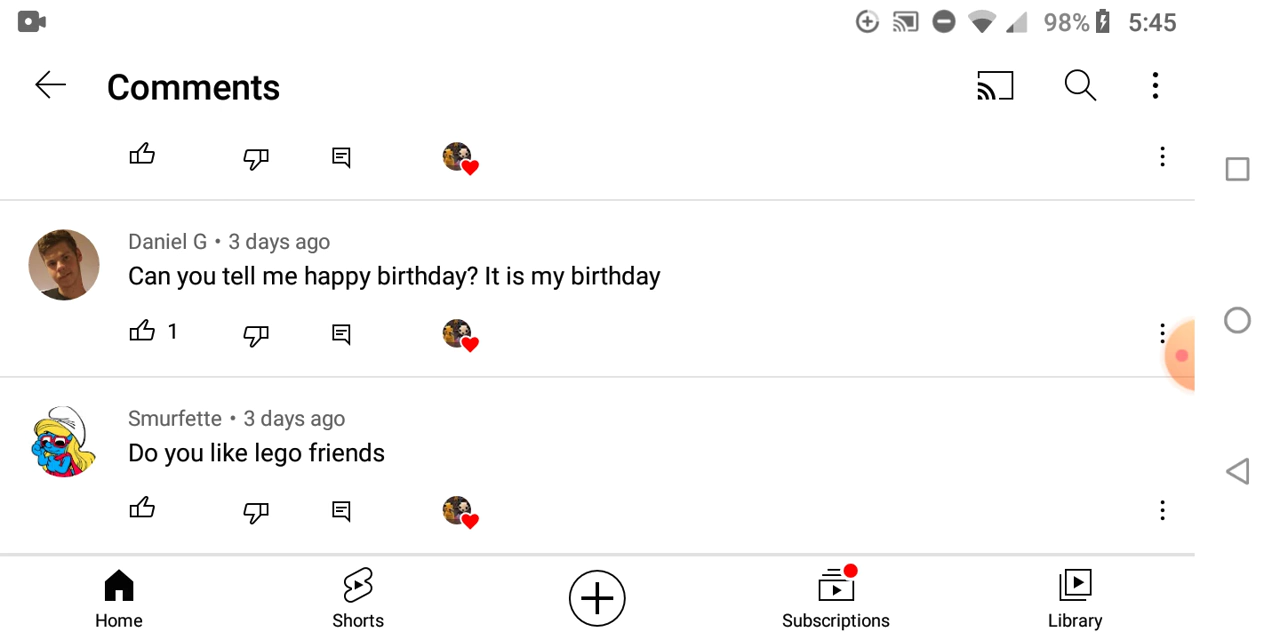 98% 5:45
Comments
Daniel G • 3 days ago
Can you tell me happy birthday? It is my birthday
1
Smurfette • 3 days ago
Do you like lego friends
Home Shorts Subscriptions Library